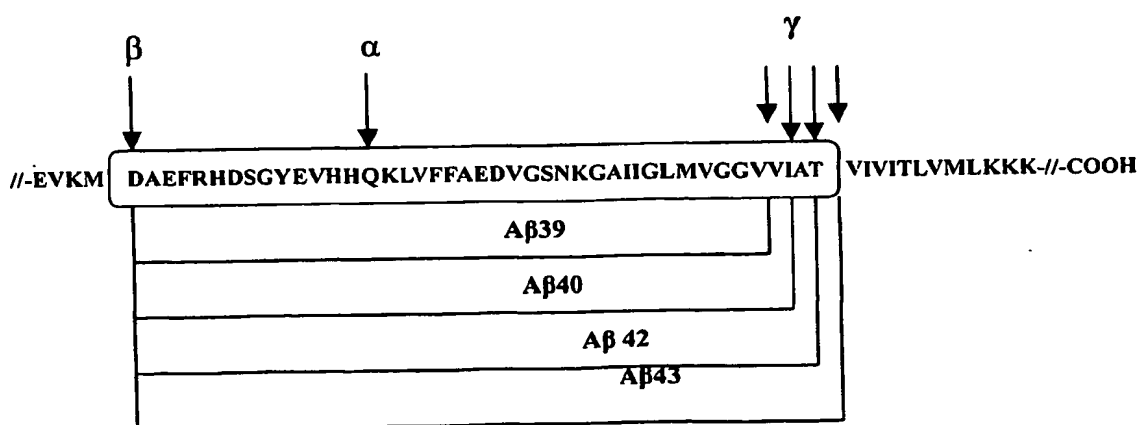 β α γ
//-EVKM DAEFRHDSGYEVHHQKLVFFAEDVGSNKGAIIGLMVGGVVIAT VIVITLVMLKKK-//-COOH
Aβ39
Aβ40
Aβ 42
Aβ43